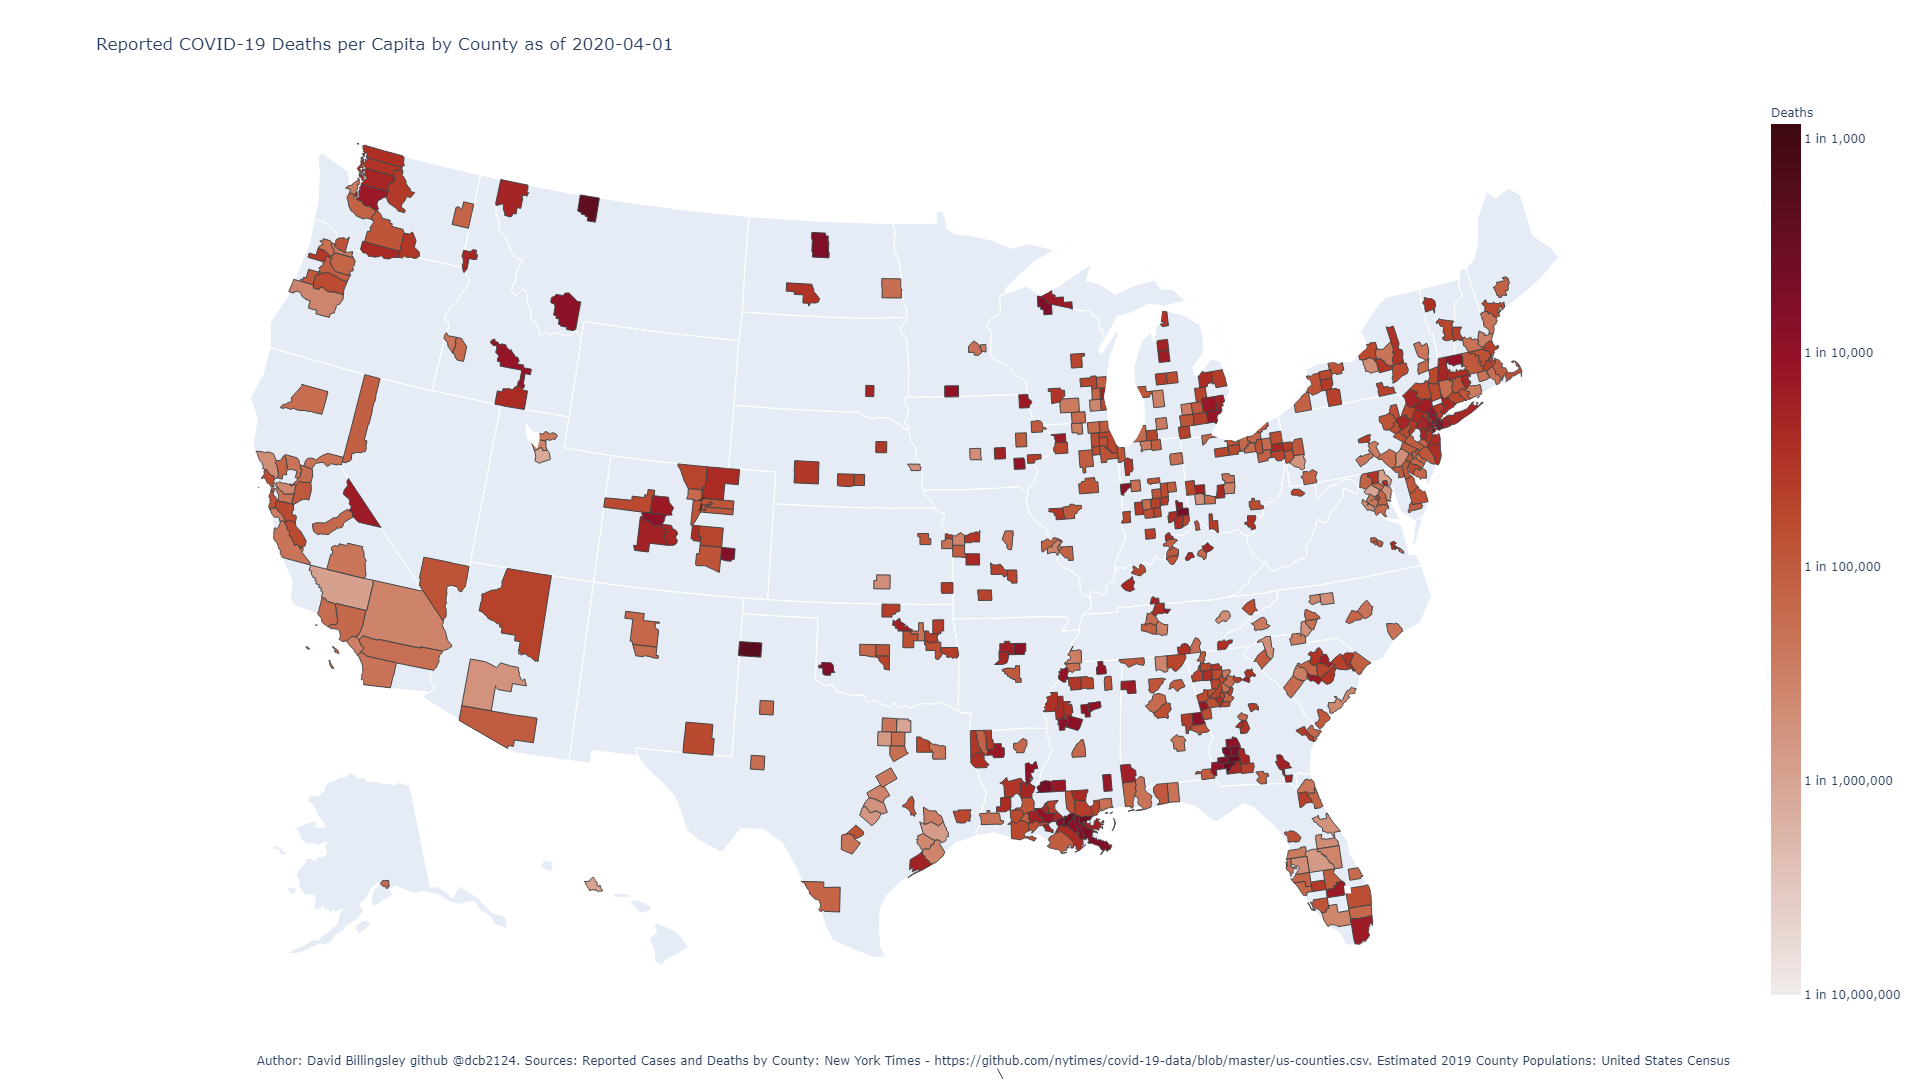 Reported COVID-19 Deaths per Capita by County as of 2020-04-01
Deaths
1 in 1,000
1 in 10,000
1 in 100,000
1 in 1,000,000
1 in 10,000,000
Author: David Billingsley github @dcb2124. Sources: Reported Cases and Deaths by County: New York Times - https://github.com/nytimes/covid-19-data/blob/master/us-counties.csv. Estimated 2019 County Populations: United States Census